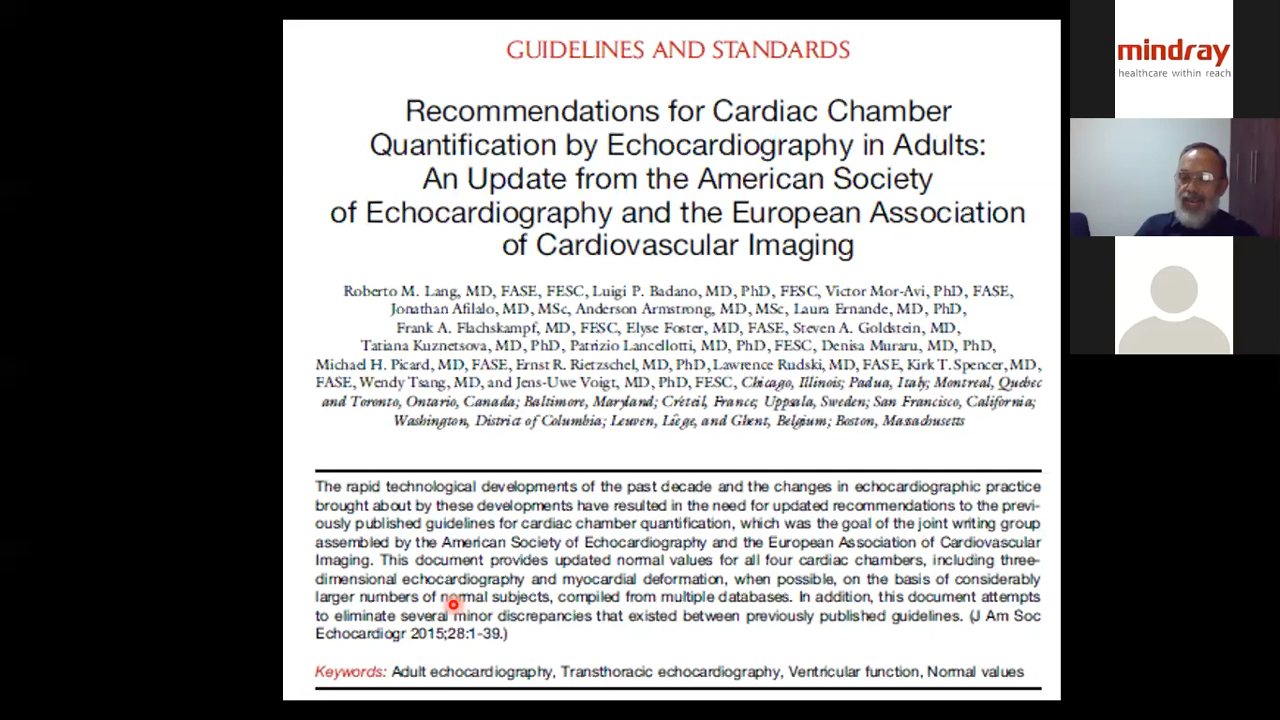 GUIDELINES AND STANDARDS
Recommendations for Cardiac Chamber
Quantification by Echocardiography in Adults:
An Update from the American Society
of Echocardiography and the European Association
of Cardiovascular Imaging
Roberto M. Lang, MD, FASE, FESC, Luigi P. Badano, MD, PhD, FESC, Victor Mor-Avi, PhD, FASE,
Jonathan Afilalo, MD, MSc, Anderson Armstrong, MD, MSc, Laura Ernande, MD, PhD,
Frank A. Flachskampf, MD, FESC, Elyse Foster, MD, FASE, Steven A. Goldstein, MD,
Tatiana Kuznetsova, MD, PhD, Patrizio Lancellotti, MD, PhD, FESC, Denisa Muraru, MD, PhD,
Michael H. Picard, MD, FASE, Ernst R. Rietzschel, MD, PhD, Lawrence Rudski, MD, FASE, Kirk T. Spencer, MD,
FASE, Wendy Tsang, MD, and Jens-Uwe Voigt, MD, PhD, FESC, Chicago, Illinois; Padua, Italy; Montreal, Quebec
and Toronto, Ontario, Canada; Baltimore, Maryland; Créteil, France; Uppsala, Sweden; San Francisco, California;
Washington, District of Columbia; Leuven, Liège, and Ghent, Belgium; Boston, Massachusetts
The rapid technological developments of the past decade and the changes in echocardiographic practice
brought about by these developments have resulted in the need for updated recommendations to the previ-
ously published guidelines for cardiac chamber quantification, which was the goal of the joint writing group
assembled by the American Society of Echocardiography and the European Association of Cardiovascular
Imaging. This document provides updated normal values for all four cardiac chambers, including three-
dimensional echocardiography and myocardial deformation, when possible, on the basis of considerably
larger numbers of normal subjects, compiled from multiple databases. In addition, this document attempts
to eliminate several minor discrepancies that existed between previously published guidelines. (J Am Soc
Echocardiogr 2015;28:1-39.)
Keywords: Adult echocardiography, Transthoracic echocardiography, Ventricular function, Normal values
mindray
healthcare within reach